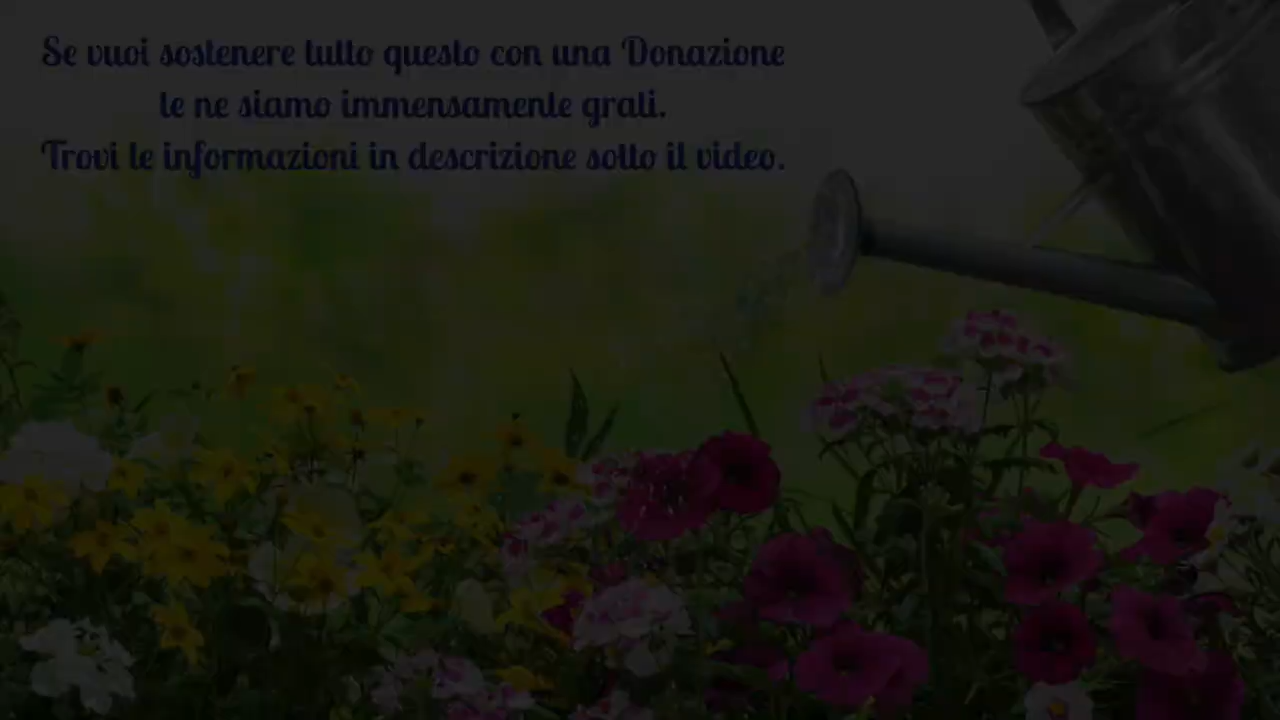 Se vuoi sostenere tutto questo con una Donazione
te ne siamo immensamente grati.
Trovi le informazioni in descrizione sotto il video.